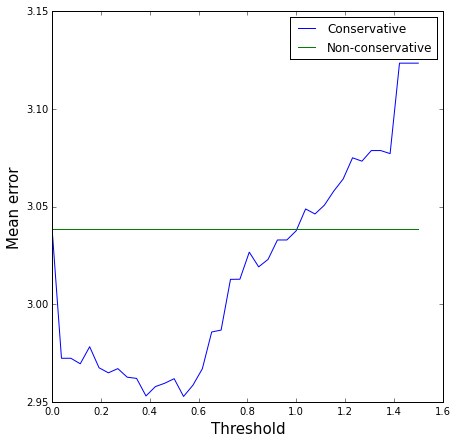 3.15
3.10
3.05
3.00
2.95
Mean error
Conservative
Non-conservative
0.0 0.2 0.4 0.6 0.8 1.0 1.2 1.4 1.6
Threshold